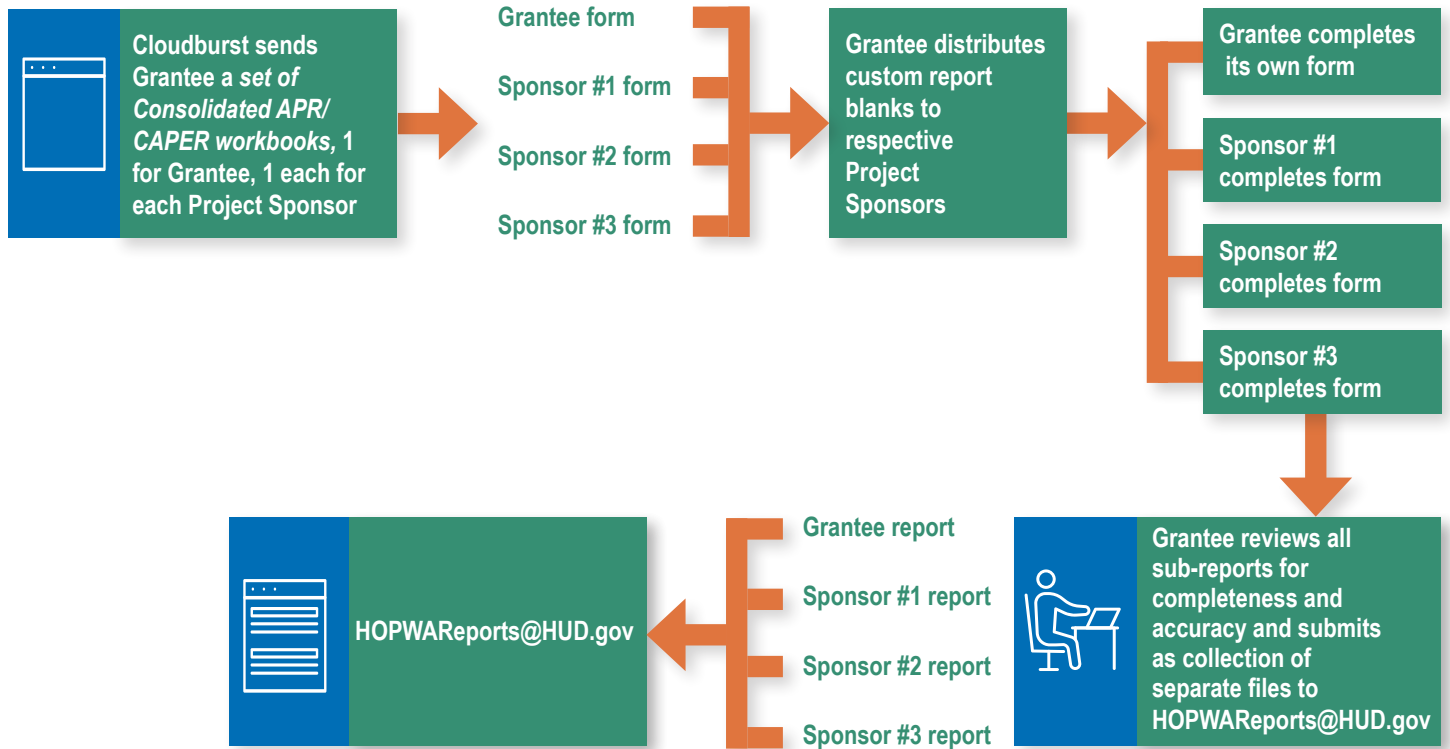 Cloudburst sends
Grantee a set of
Consolidated APR/
CAPER workbooks, 1
for Grantee, 1 each for
each Project Sponsor
Grantee form
Sponsor #1 form
Sponsor #2 form
Sponsor #3 form
Grantee distributes
custom report
blanks to
respective
Project
Sponsors
Grantee completes
its own form
Sponsor #1
completes form
Sponsor #2
completes form
Sponsor #3
completes form
Grantee reviews all
sub-reports for
completeness and
accuracy and submits
as collection of
separate files to
HOPWAReports@HUD.gov
Grantee report
Sponsor #1 report
Sponsor #2 report
Sponsor #3 report
HOPWAReports@HUD.gov